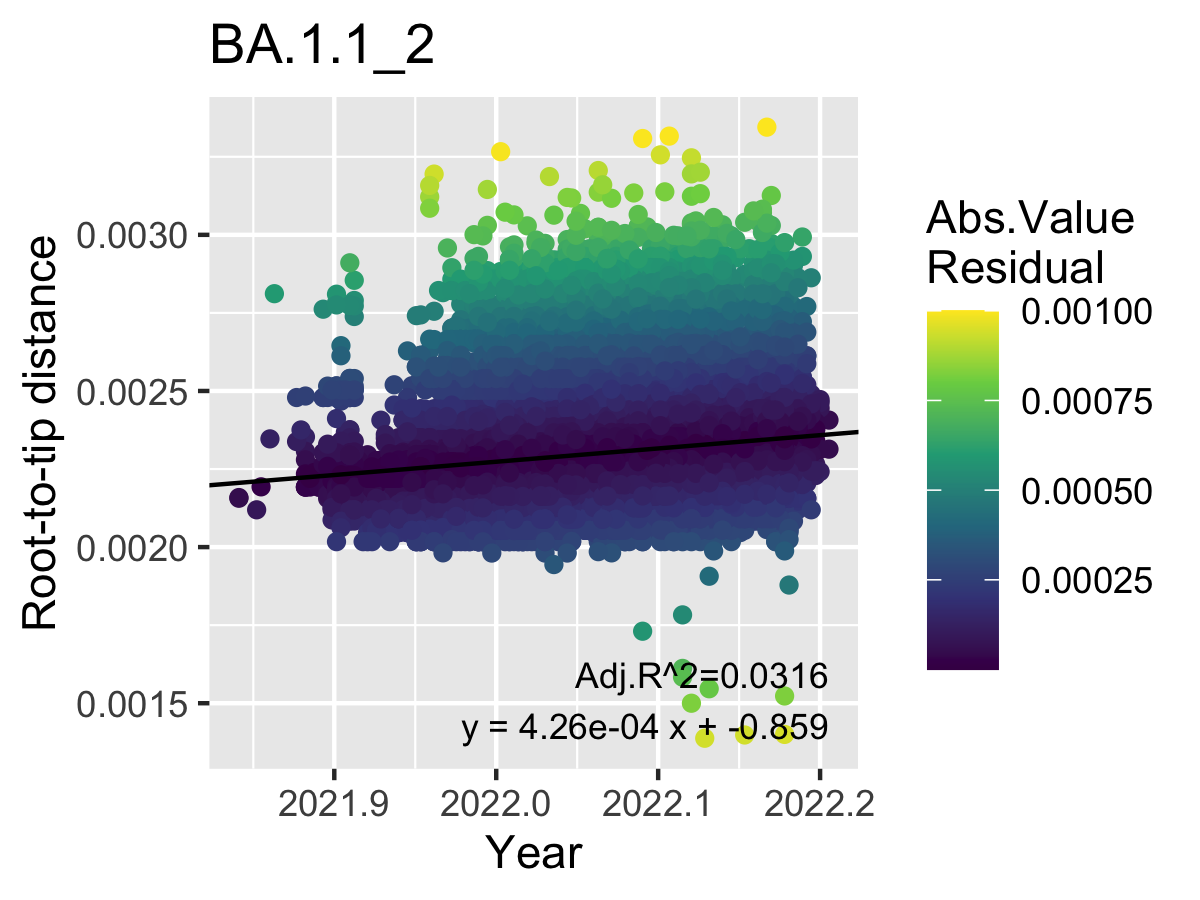 BA.1.1_2
Root-to-tip distance
0.0030
0.0025
0.0020
0.0015
Adj.R^2=0.0316
y = 4.26e-04 x + -0.859
2021.9
2022.0
2022.1
2022.2
Year
Abs.Value
Residual
0.00100
0.00075
0.00050
0.00025